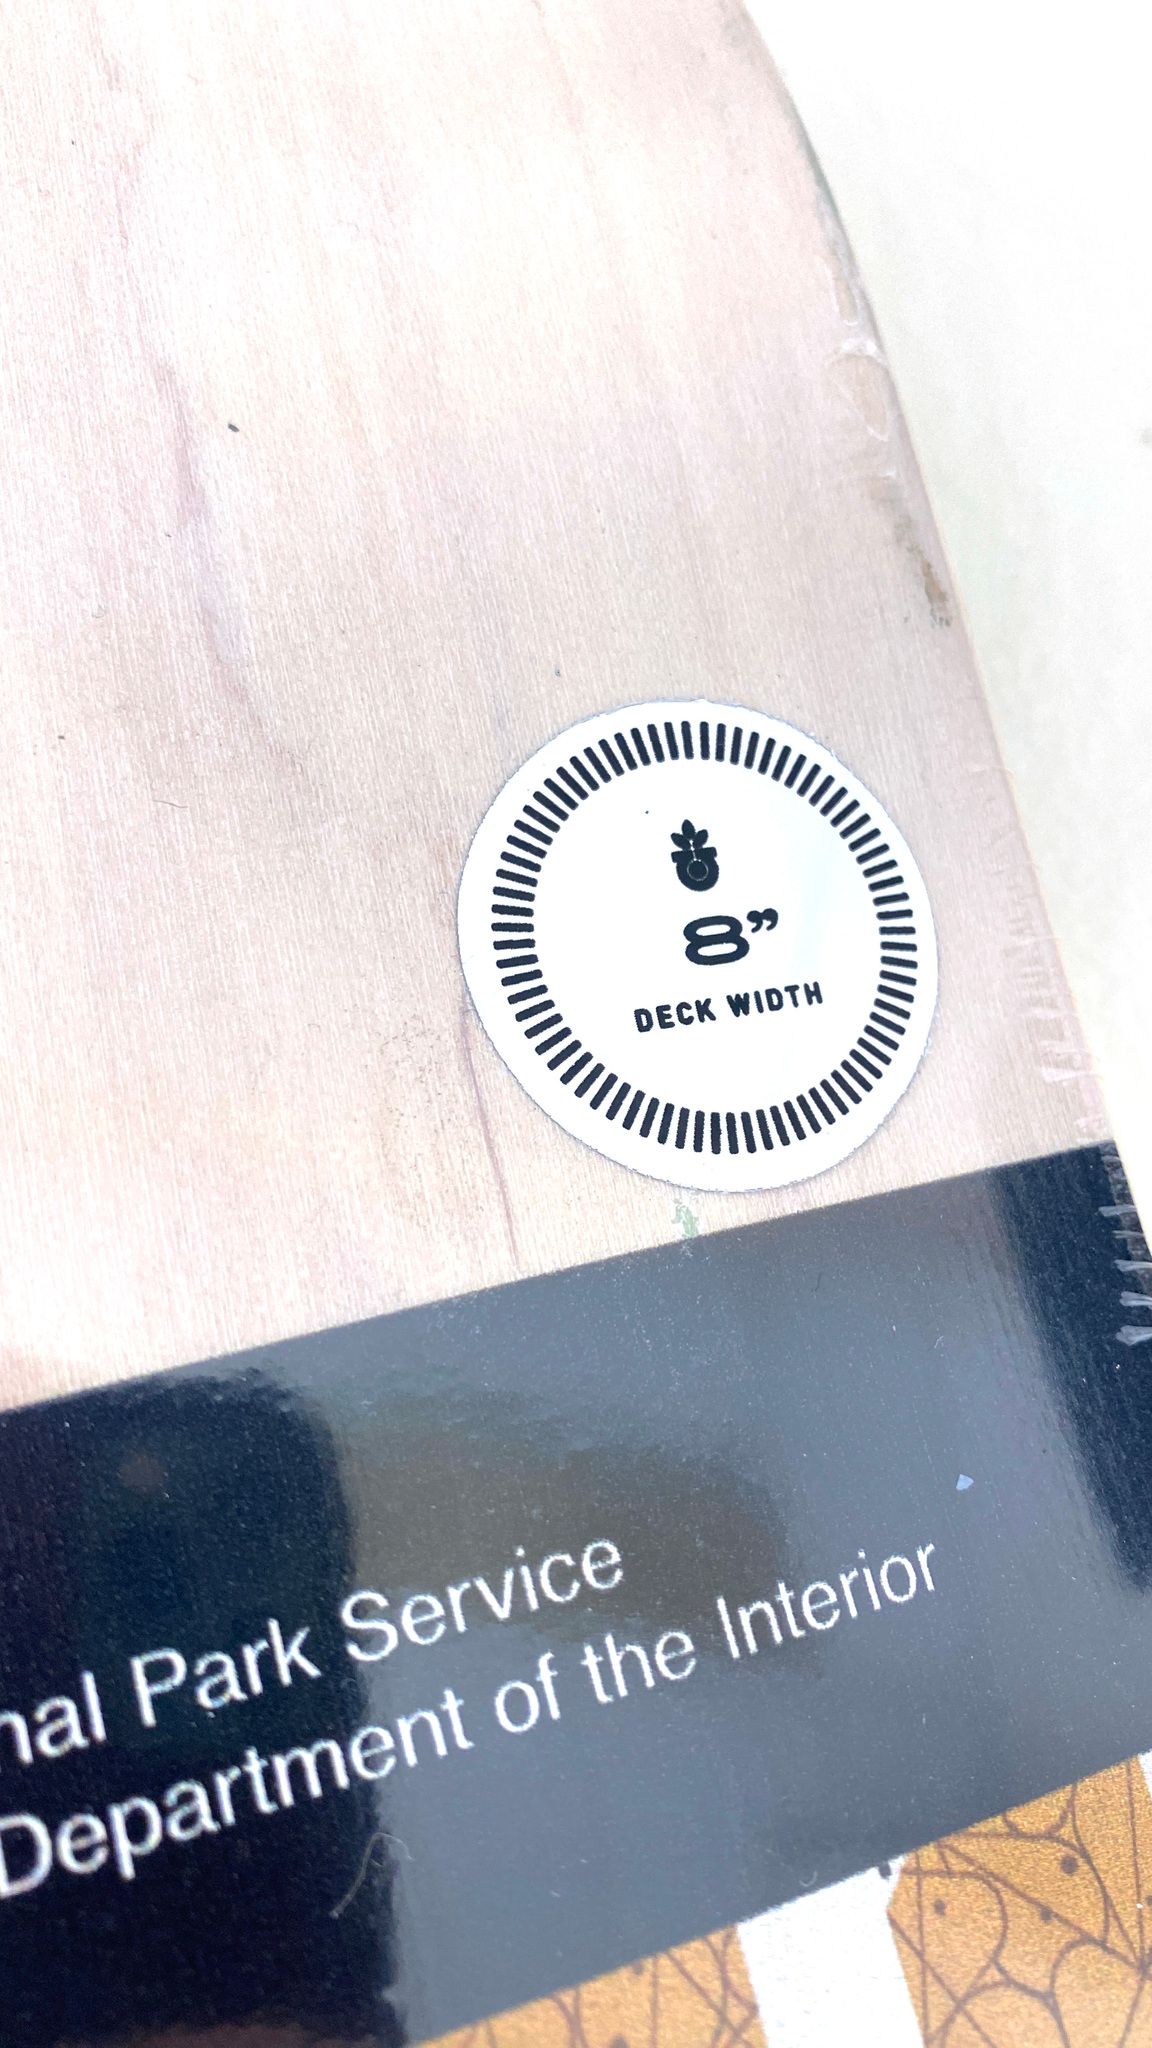 8”
DECK WIDTH
nal Park Service
Department of the Interior